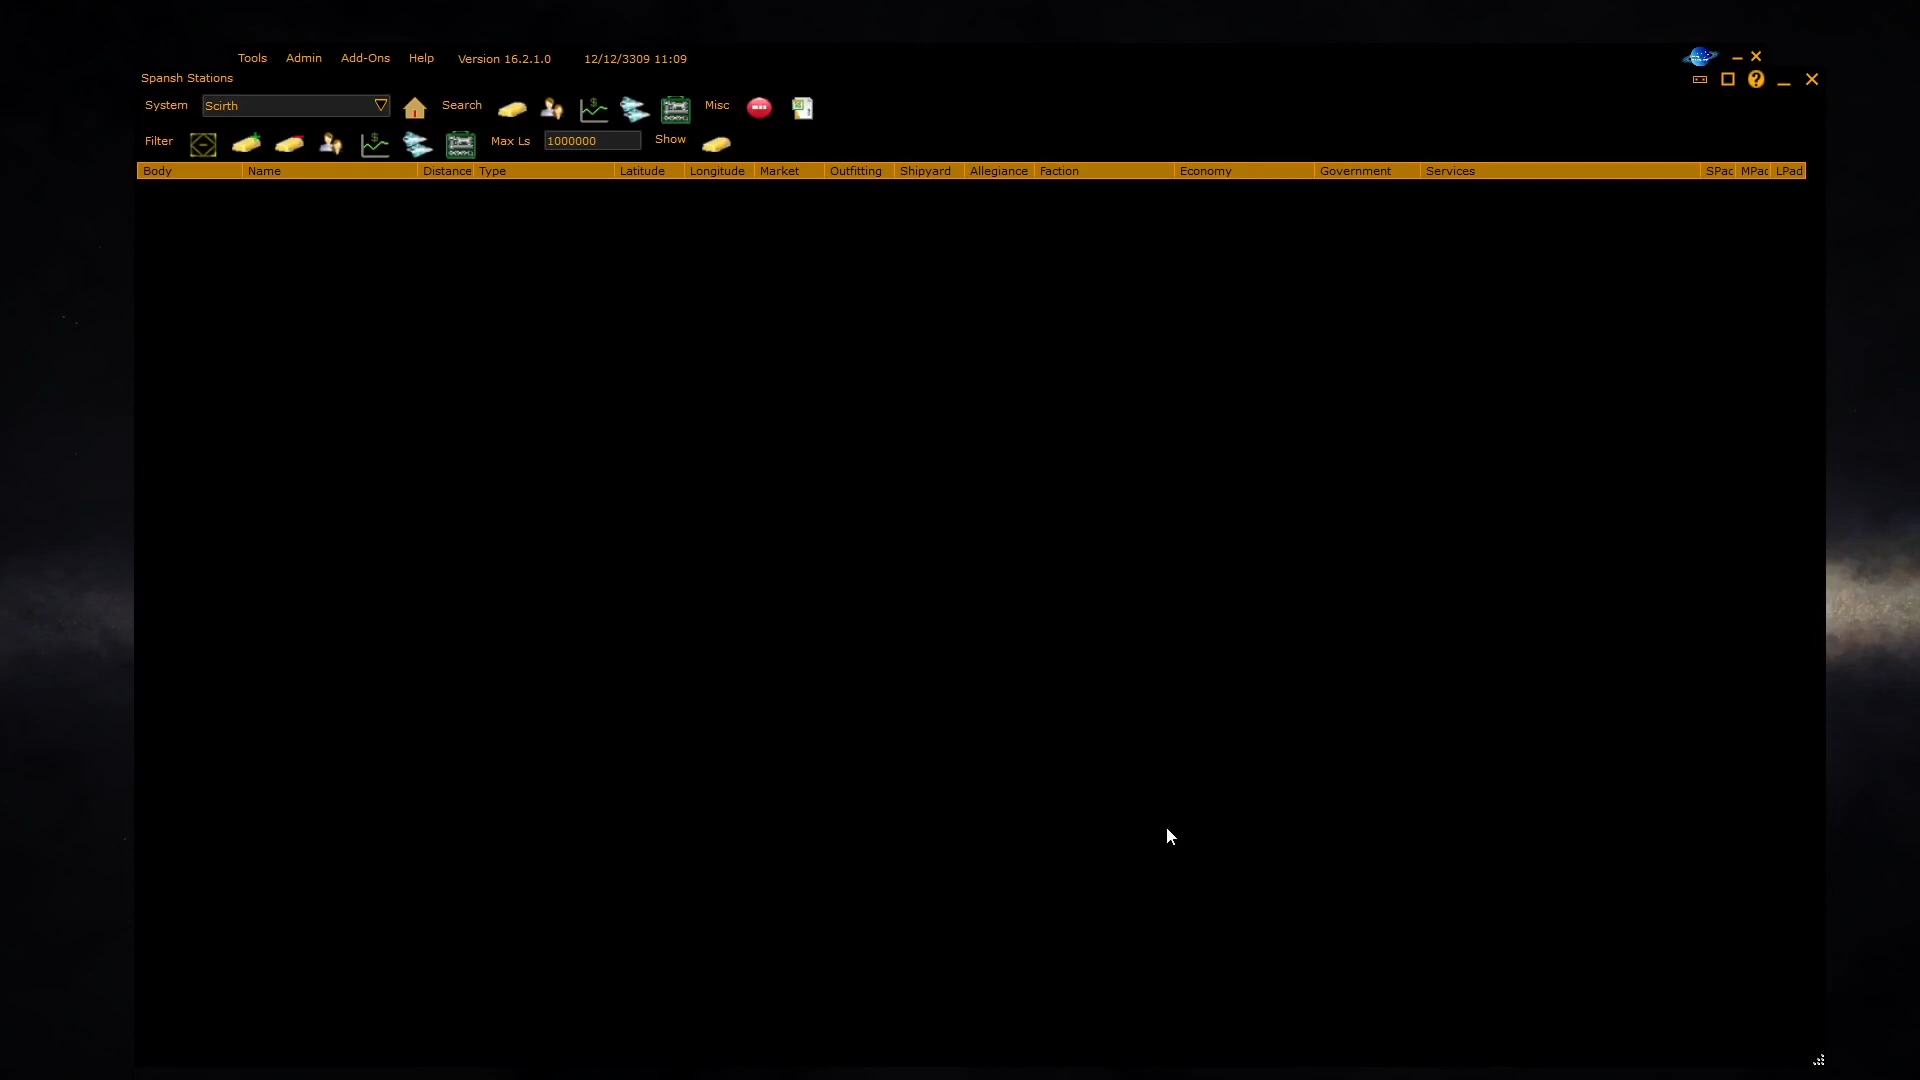 Tools Admin Add-Ons Help Version 16.2.1.0 12/12/3309 11:09
Spansh Stations
System Scirth Search Misc
Filter Max Ls 1000000 Show
Body Name Distance Type Latitude Longitude Market Outfitting Shipyard Allegiance Faction Economy Government Services SPad MPad LPad